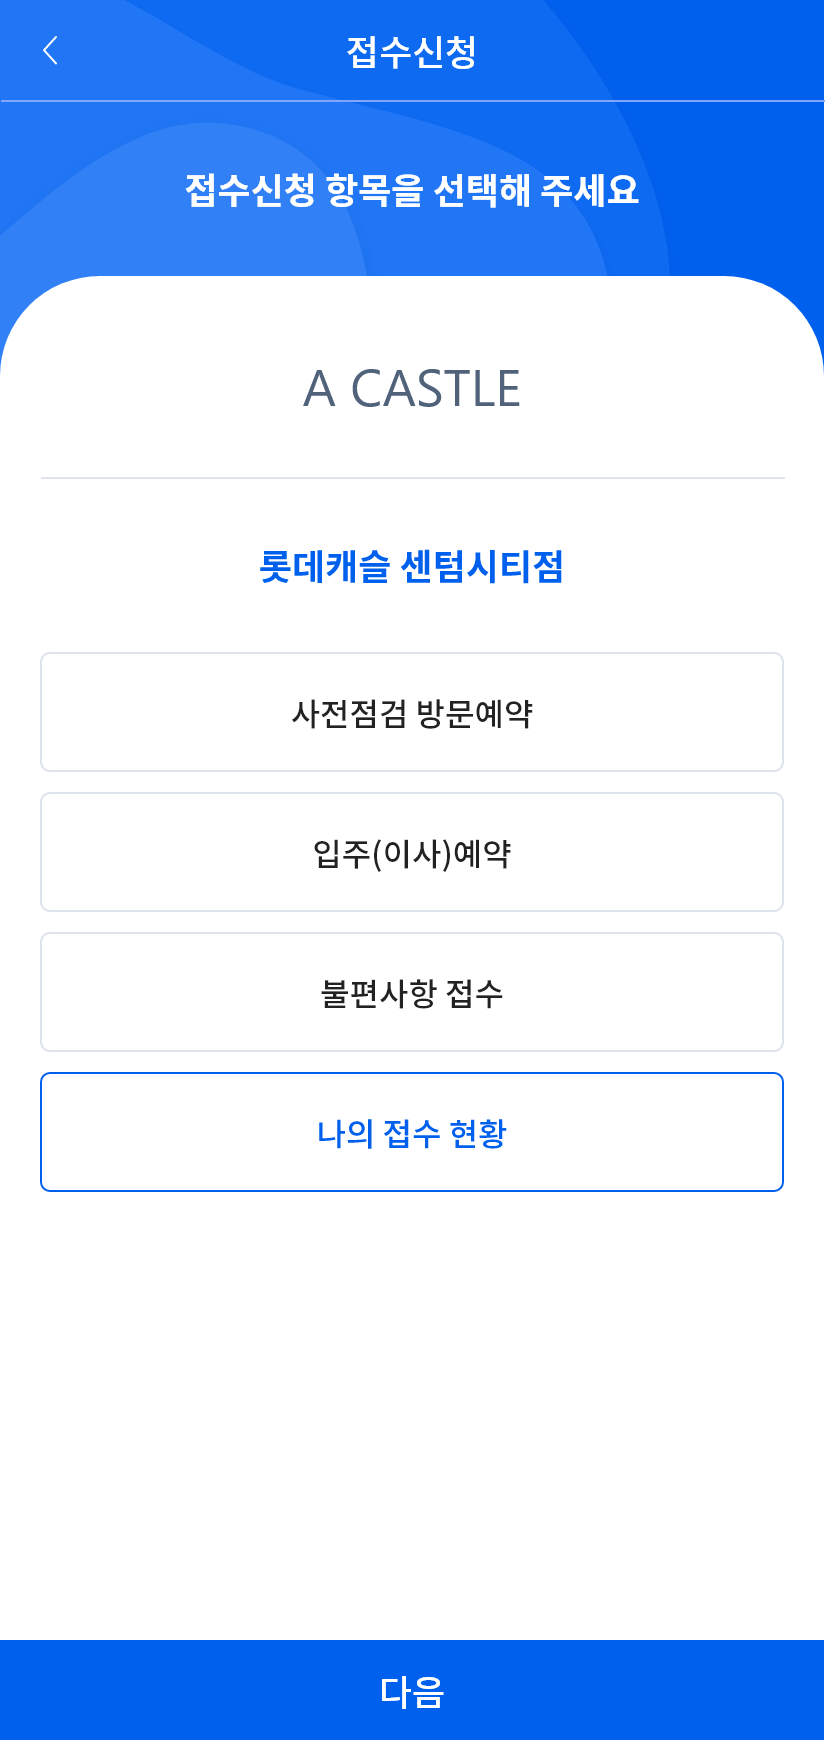 접수신청
접수신청 항목을 선택해 주세요
A CASTLE
롯데캐슬 센텀시티점
사전점검 방문예약
입주(이사)예약
불편사항 접수
나의 접수 현황
다음